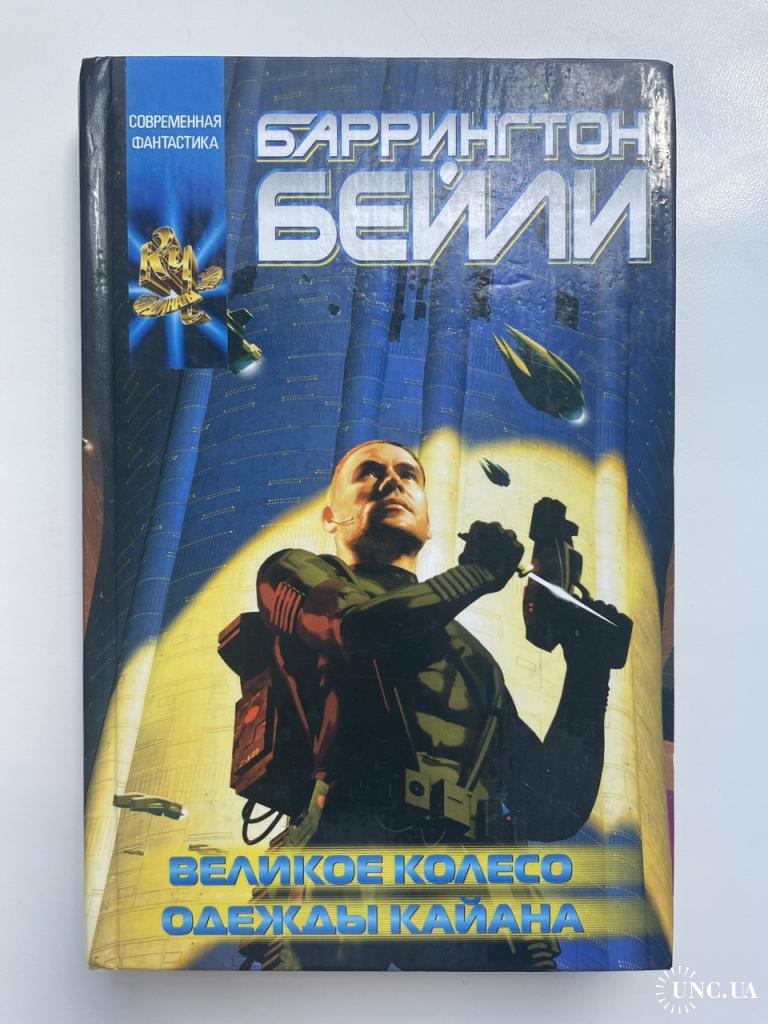 СОВРЕМЕННАЯ
ФАНТАСТИКА
БАРРИНГТОН
БЕЙЛИ
ВЕЛИКОЕ КОЛЕСО
ОДЕЖДЫ КАЙАНА
UNC.UA